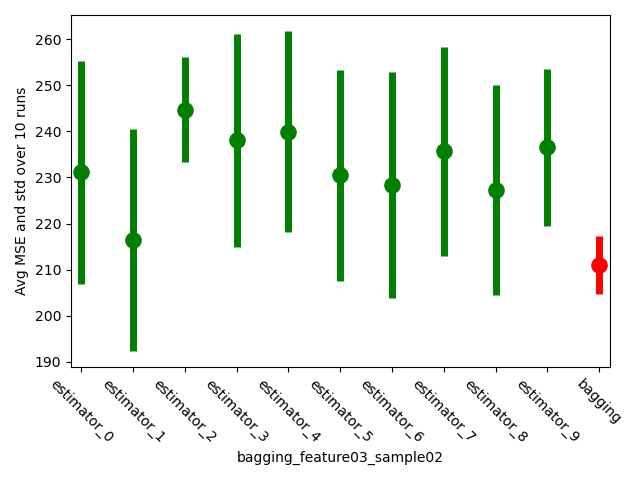 Avg MSE and std over 10 runs
260
250
240
230
220
210
200
190
estimator_0
estimator_1
estimator_2
estimator_3
estimator_4
estimator_5
estimator_6
estimator_7
estimator_8
estimator_9
bagging
bagging_feature03_sample02